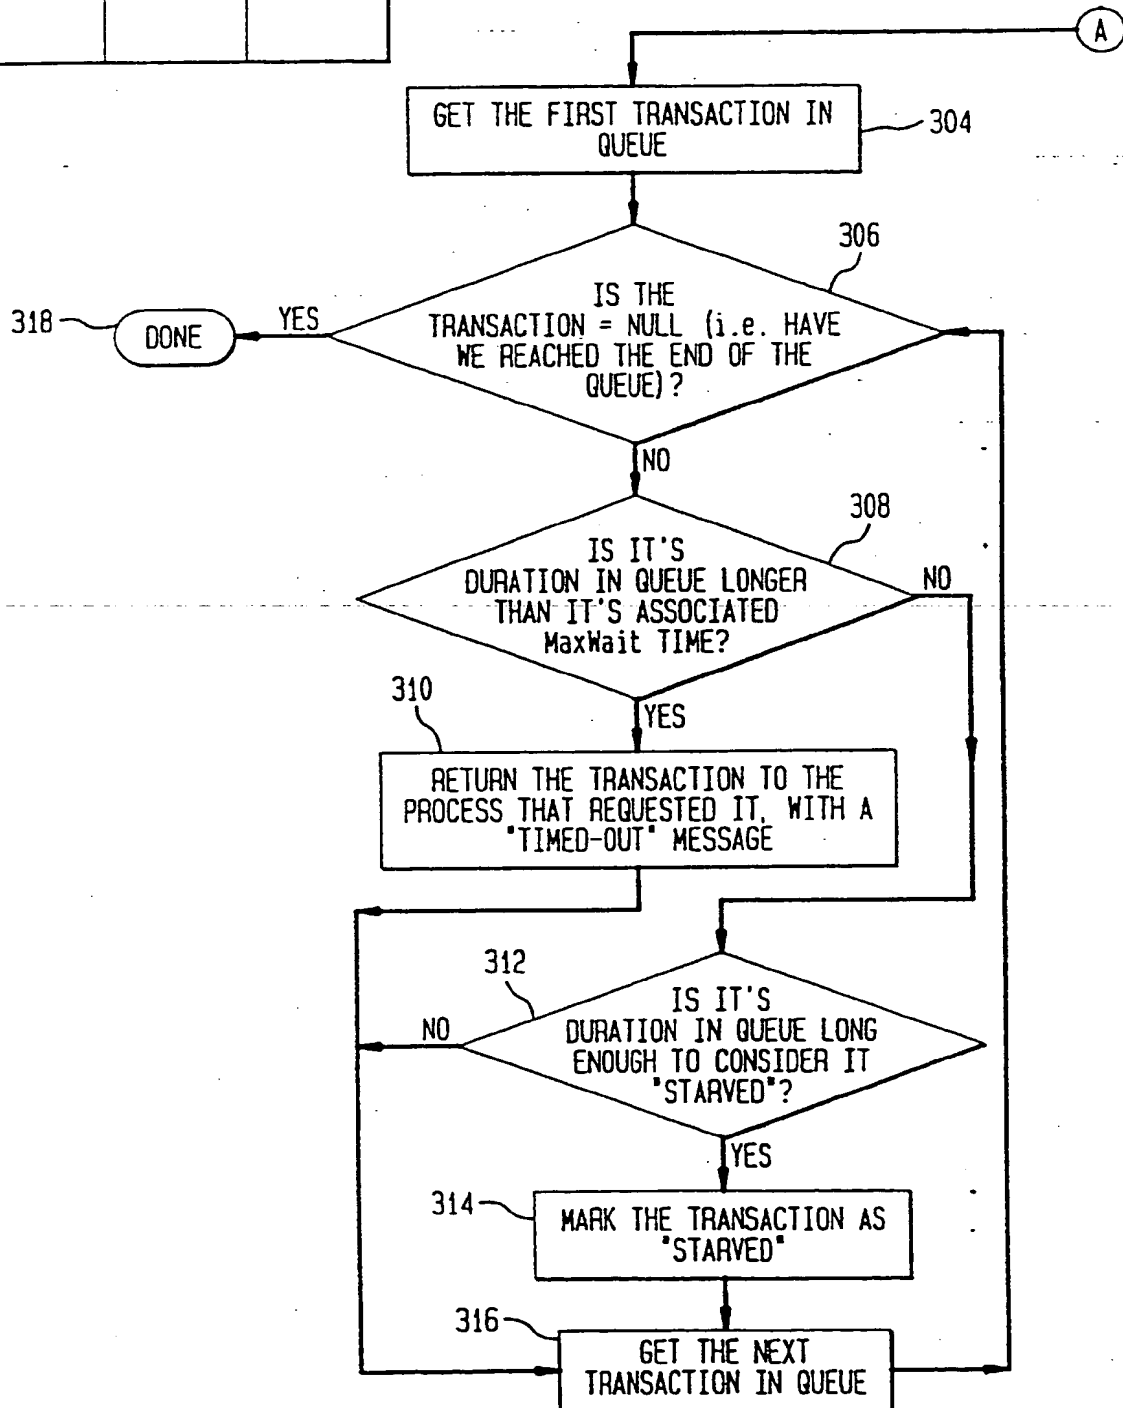 A
GET THE FIRST TRANSACTION IN
QUEUE
304
306
IS THE
TRANSACTION = NULL (i.e. HAVE
WE REACHED THE END OF THE
QUEUE)?
318
DONE
YES
NO
308
IS IT'S
DURATION IN QUEUE LONGER
THAN IT'S ASSOCIATED
MaxWait TIME?
NO
310
YES
RETURN THE TRANSACTION TO THE
PROCESS THAT REQUESTED IT, WITH A
"TIMED-OUT" MESSAGE
312
IS IT'S
DURATION IN QUEUE LONG
ENOUGH TO CONSIDER IT
"STARVED"?
NO
YES
314
MARK THE TRANSACTION AS
"STARVED"
316
GET THE NEXT
TRANSACTION IN QUEUE